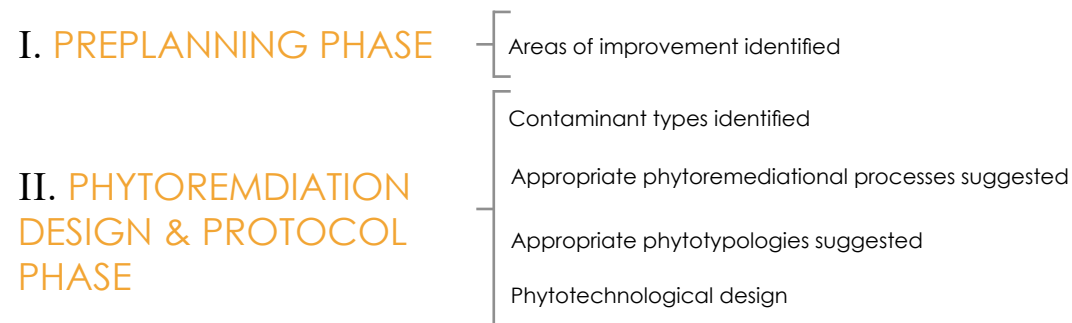 I. PREPLANNING PHASE
Areas of improvement identified
II. PHYTOREMDIATION
DESIGN & PROTOCOL
PHASE
Contaminant types identified
Appropriate phytoremediational processes suggested
Appropriate phytotypologies suggested
Phytotechnological design